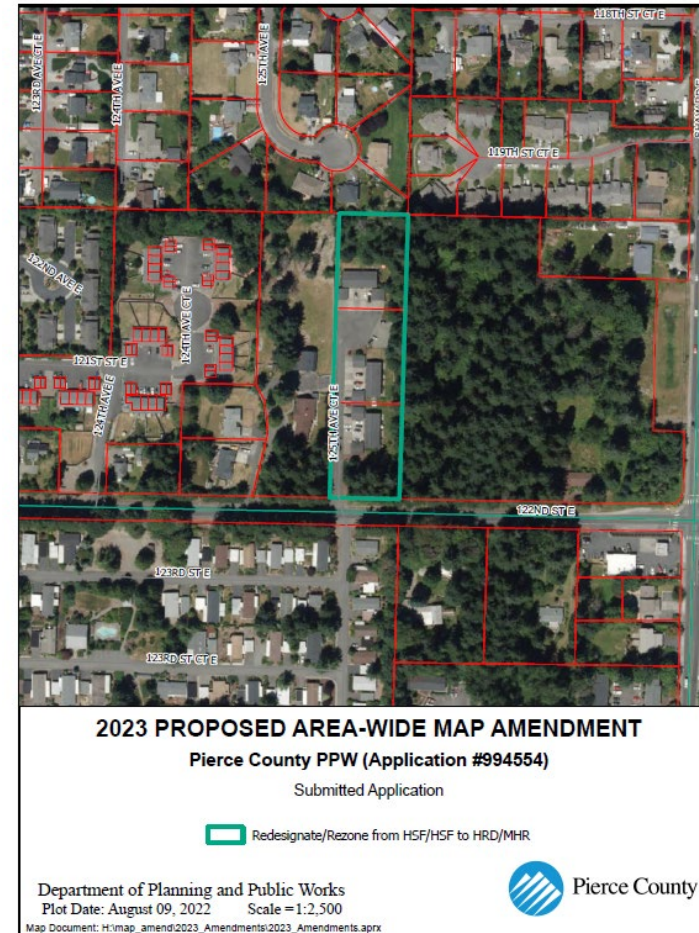 118TH ST CT E
123RD AVE CT E
124TH AVE E
125TH AVE E
119TH ST CT E
122ND AVE E
124TH AVE CT E
121ST ST E
124TH AVE E
125TH AVE CT E
122ND ST E
123RD ST E
123RD ST CT E
2023 PROPOSED AREA-WIDE MAP AMENDMENT
Pierce County PPW (Application #994554)
Submitted Application
Redesignate/Rezone from HSF/HSF to HRD/MHR
Department of Planning and Public Works
Plot Date: August 09, 2022 Scale =1:2,500
Map Document: H:\map_amend\2023_Amendments\2023_Amendments.aprx
Pierce County